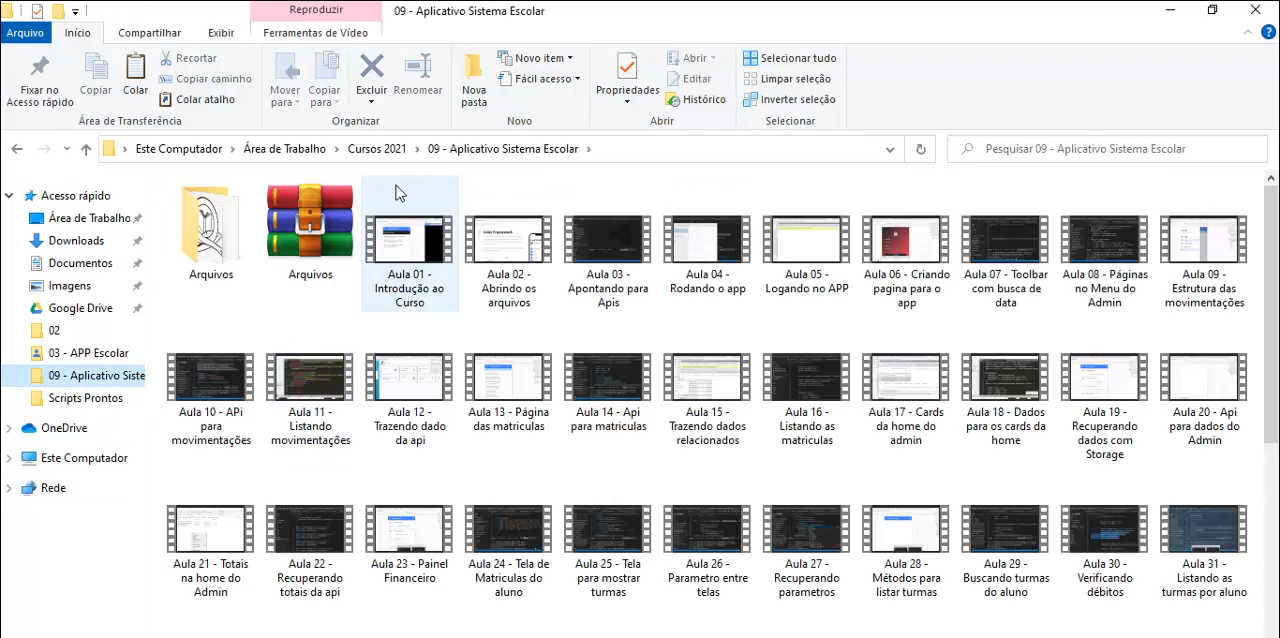 Reproduzir
09 - Aplicativo Sistema Escolar
Arquivo
Início
Compartilhar
Exibir
Ferramentas de Vídeo
Fixar no
Acesso rápido
Copiar
Colar
Recortar
Copiar caminho
Colar atalho
Área de Transferência
Mover
para
Copiar
para
Excluir
Renomear
Organizar
Nova
pasta
Novo item
Fácil acesso
Novo
Propriedades
Abrir
Editar
Histórico
Abrir
Selecionar tudo
Limpar seleção
Inverter seleção
Selecionar
Este Computador
Área de Trabalho
Cursos 2021
09 - Aplicativo Sistema Escolar
Pesquisar 09 - Aplicativo Sistema Escolar
Acesso rápido
Área de Trabalho
Downloads
Documentos
Imagens
Google Drive
02
03 - APP Escolar
09 - Aplicativo Siste
Scripts Prontos
OneDrive
Este Computador
Rede
Arquivos
Arquivos
Aula 01 -
Introdução ao
Curso
Aula 02 -
Abrindo os
arquivos
Aula 03 -
Apontando para
Apis
Aula 04 -
Rodando o app
Aula 05 -
Logando no APP
Aula 06 - Criando
pagina para o
app
Aula 07 - Toolbar
com busca de
data
Aula 08 - Páginas
no Menu do
Admin
Aula 09 -
Estrutura das
movimentações
Aula 10 - APi
para
movimentações
Aula 11 -
Listando
movimentações
Aula 12 -
Trazendo dado
da api
Aula 13 - Página
das matriculas
Aula 14 - Api
para matriculas
Aula 15 -
Trazendo dados
relacionados
Aula 16 -
Listando as
matriculas
Aula 17 - Cards
da home do
admin
Aula 18 - Dados
para os cards da
home
Aula 19 -
Recuperando
dados com
Storage
Aula 20 - Api
para dados do
Admin
Aula 21 - Totais
na home do
Admin
Aula 22 -
Recuperando
totais da api
Aula 23 - Painel
Financeiro
Aula 24 - Tela de
Matriculas do
aluno
Aula 25 - Tela
para mostrar
turmas
Aula 26 -
Parametro entre
telas
Aula 27 -
Recuperando
parametros
Aula 28 -
Métodos para
listar turmas
Aula 29 -
Buscando turmas
do aluno
Aula 30 -
Verificando
débitos
Aula 31 -
Listando as
turmas por aluno